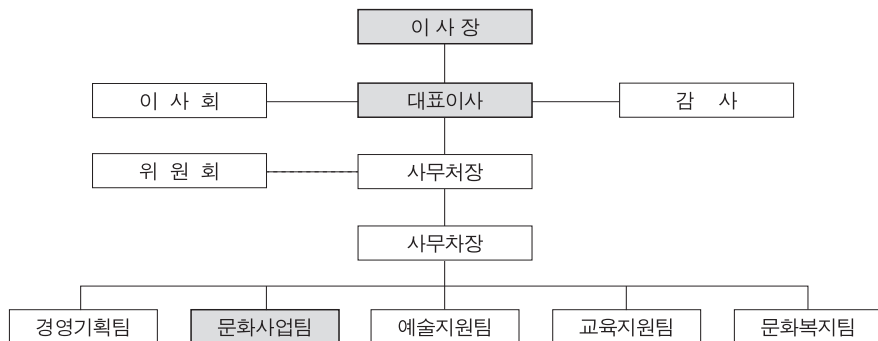 이 사 장
이 사 회
대표이사
감 사
위 원 회
사무처장
사무차장
경영기획팀
문화사업팀
예술지원팀
교육지원팀
문화복지팀